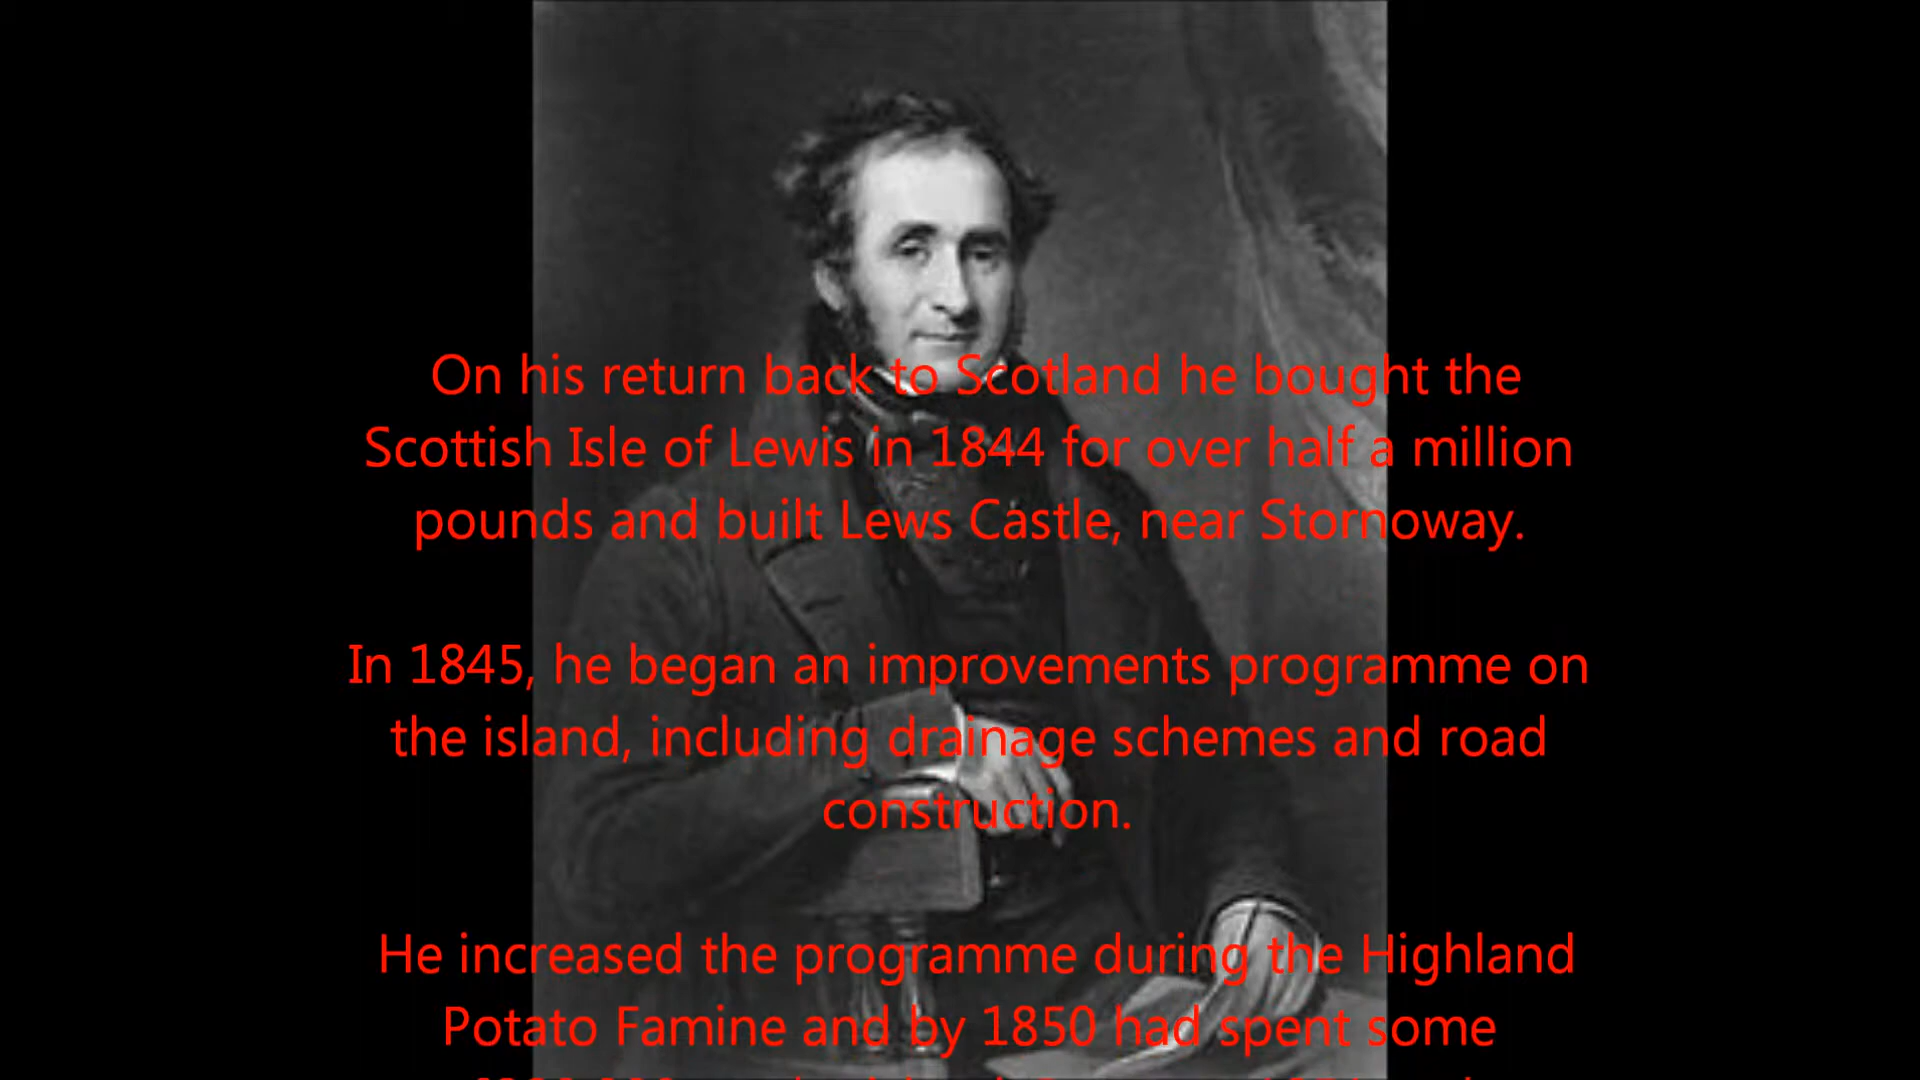 On his return back to Scotland he bought the
Scottish Isle of Lewis in 1844 for over half a million
pounds and built Lews Castle, near Stornoway.
In 1845, he began an improvements programme on
the island, including drainage schemes and road
construction.
He increased the programme during the Highland
Potato Famine and by 1850 had spent some